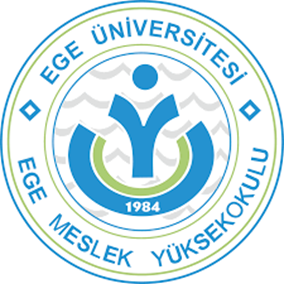 EGE ÜNİVERSİTESİ
1984
EGE MESLEK YÜKSEKOKULU